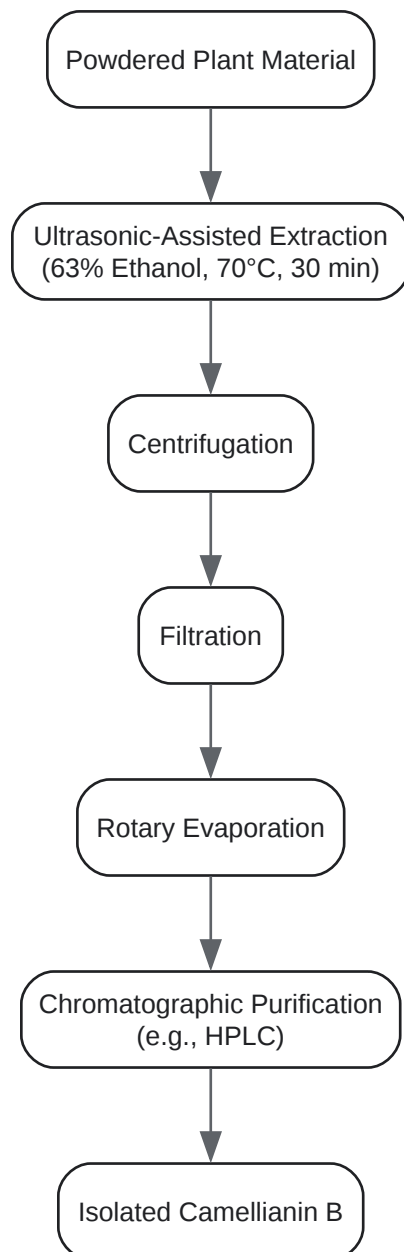 Powdered Plant Material
Ultrasonic-Assisted Extraction
(63% Ethanol, 70°C, 30 min)
Centrifugation
Filtration
Rotary Evaporation
Chromatographic Purification
(e.g., HPLC)
Isolated Camellianin B